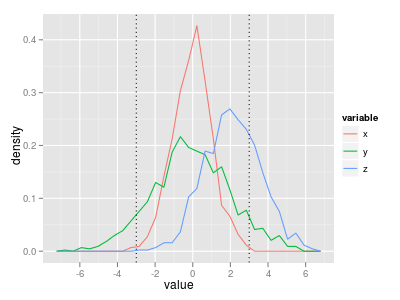 0.4
0.3
0.2
0.1
0.0
-6 -4 -2 0 2 4 6
density
value
variable
x
y
z